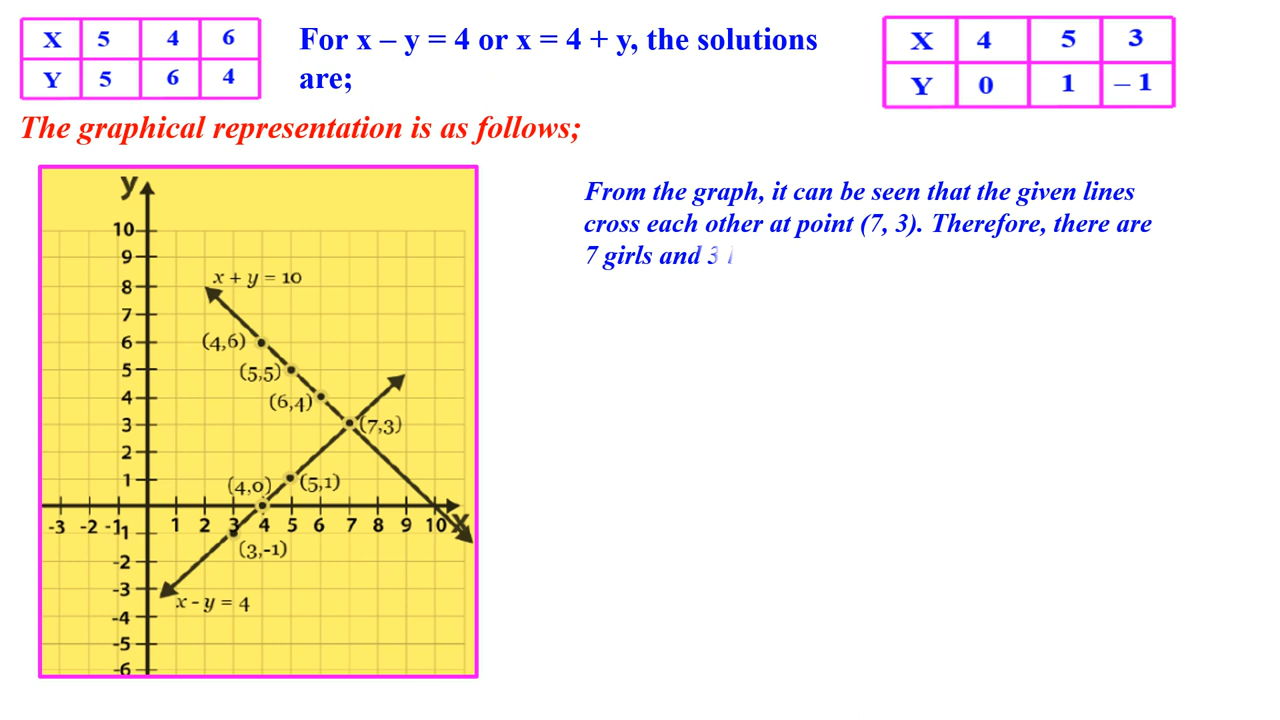 X 5 4 6
Y 5 6 4
For x – y = 4 or x = 4 + y, the solutions
are;
X 4 5 3
Y 0 1 – 1
The graphical representation is as follows;
From the graph, it can be seen that the given lines
cross each other at point (7, 3). Therefore, there are
7 girls and 3
y
10
9
8
7
6
5
4
3
2
1
x + y = 10
(4,6)
(5,5)
(6,4)
(7,3)
(4,0)
(5,1)
-3 -2 -1 1 2 3 4 5 6 7 8 9 10 X
-1
(3,-1)
-2
-3
x - y = 4
-4
-5
-6